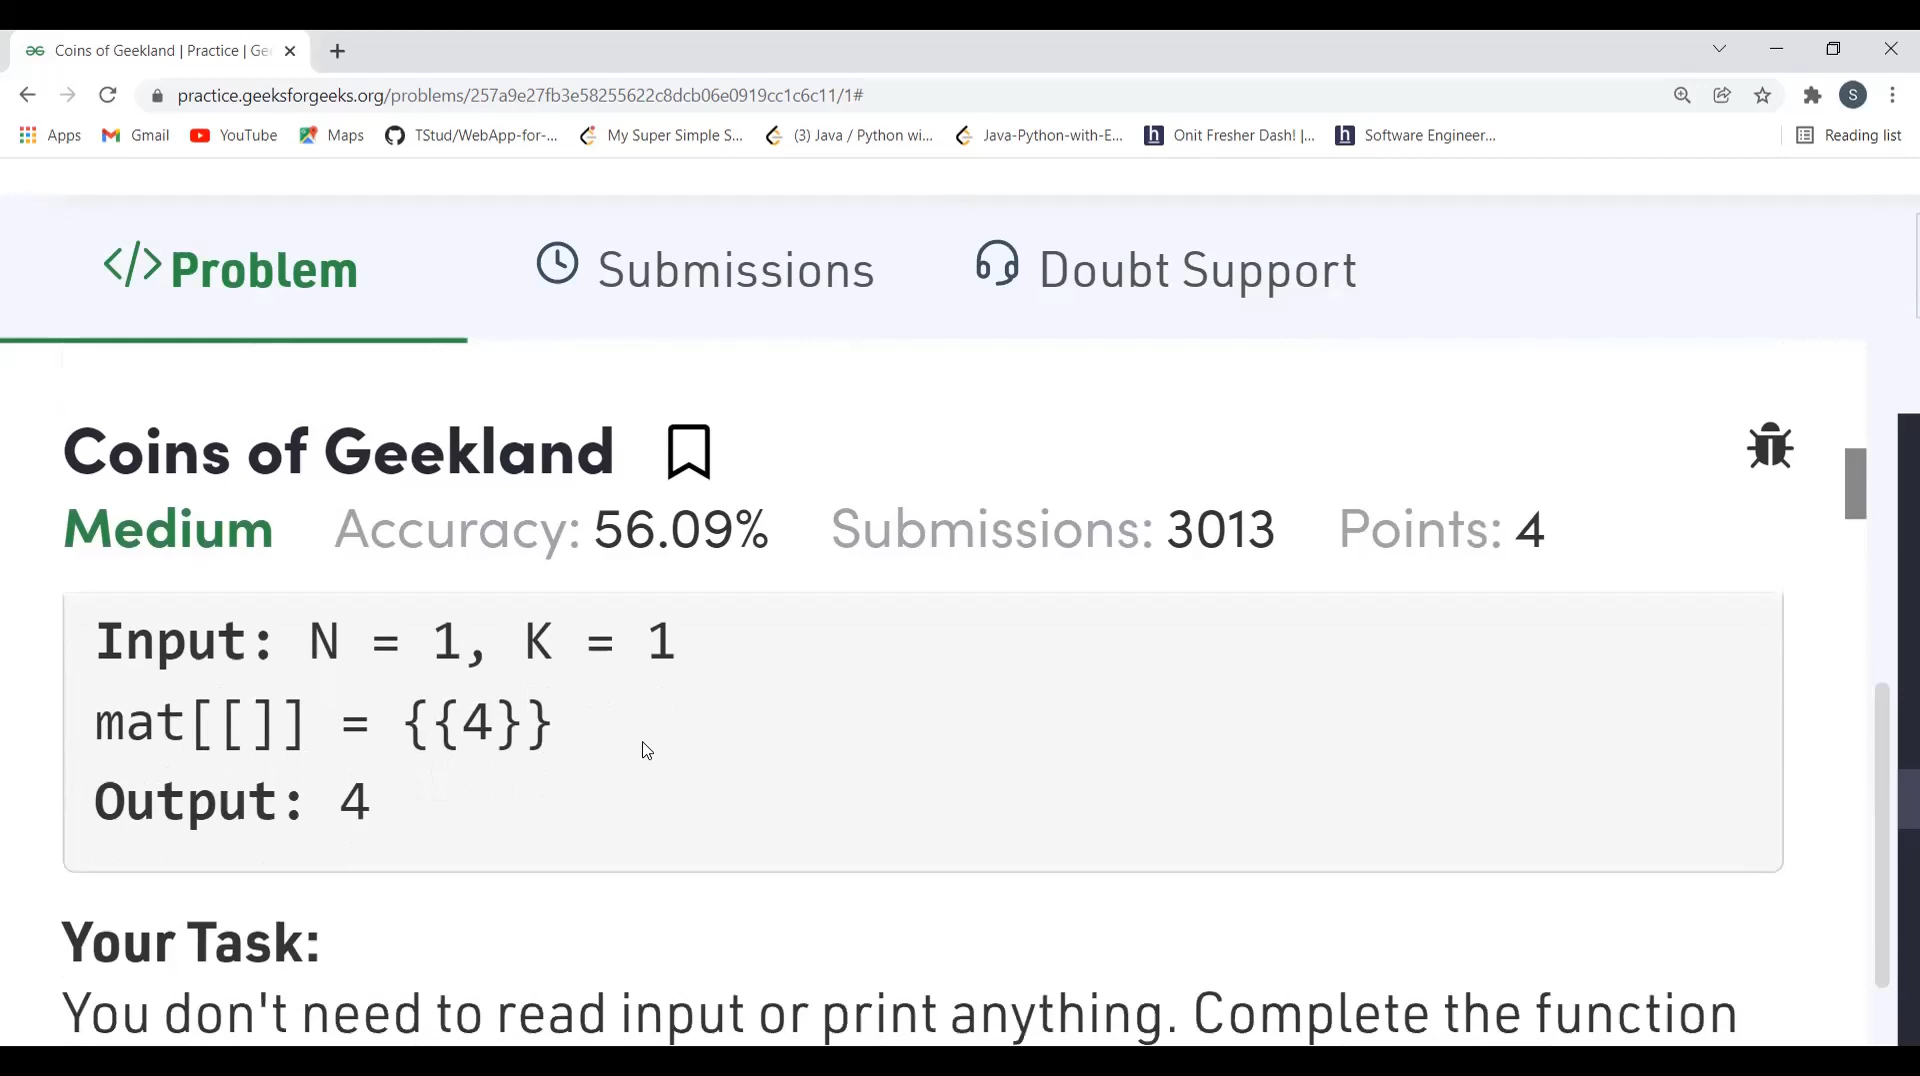 Coins of Geekland | Practice | Gee
practice.geeksforgeeks.org/problems/257a9e27fb3e58255622c8dcb06e0919cc1c6c11/1#
S
Apps Gmail YouTube Maps TStud/WebApp-for-... My Super Simple S... (3) Java / Python wi... Java-Python-with-E... Onit Fresher Dash! |... Software Engineer... Reading list
</> Problem Submissions Doubt Support
Coins of Geekland
Medium Accuracy: 56.09% Submissions: 3013 Points: 4
Input: N = 1, K = 1
mat[[]] = {{4}}
Output: 4
Your Task:
You don't need to read input or print anything. Complete the function